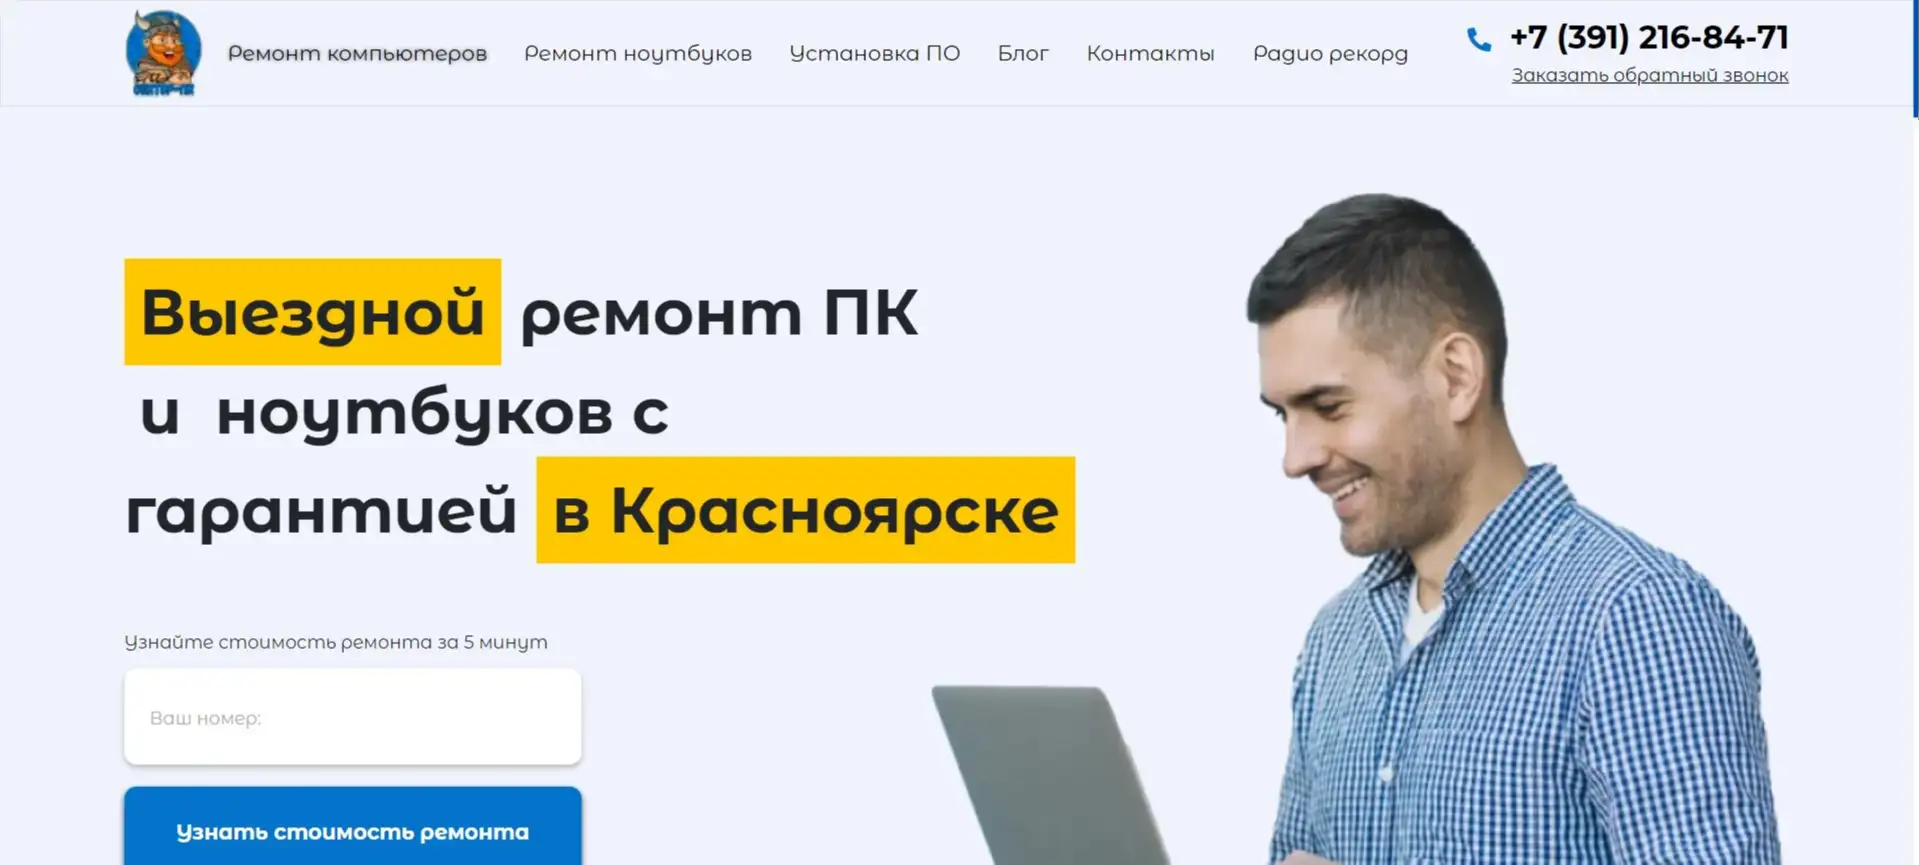 Ремонт компьютеров
Ремонт ноутбуков
Установка ПО
Блог
Контакты
Радио рекорд
+7 (391) 216-84-71
Заказать обратный звонок
Выездной ремонт ПК
и ноутбуков с
гарантией в Красноярске
Узнайте стоимость ремонта за 5 минут
Ваш номер:
Узнать стоимость ремонта